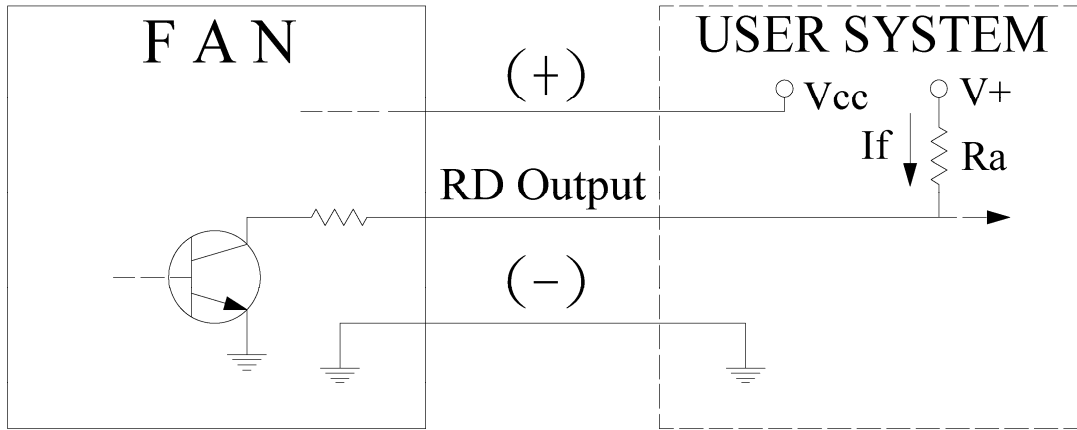 F A N
USER SYSTEM
(+)
Vcc
V+
If
Ra
RD Output
(-)